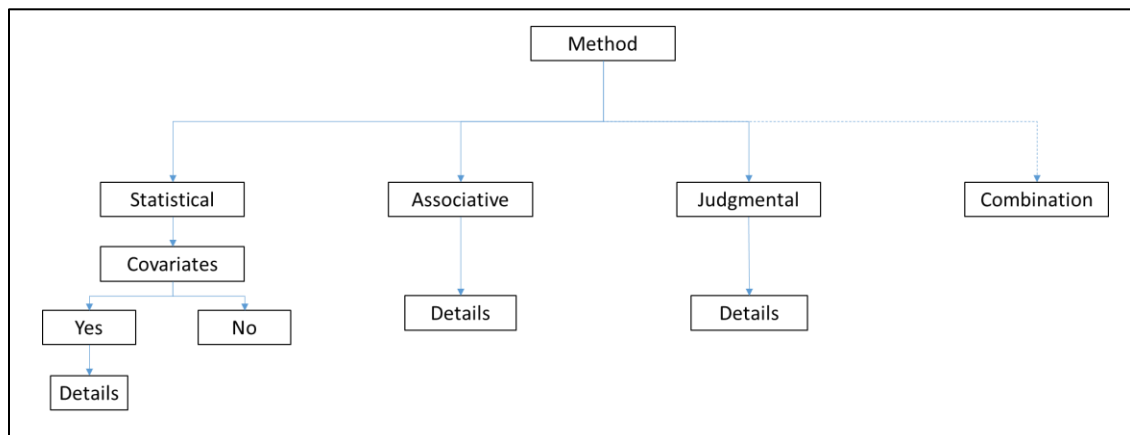 Method
Statistical
Associative
Judgmental
Combination
Covariates
Yes
No
Details
Details
Details